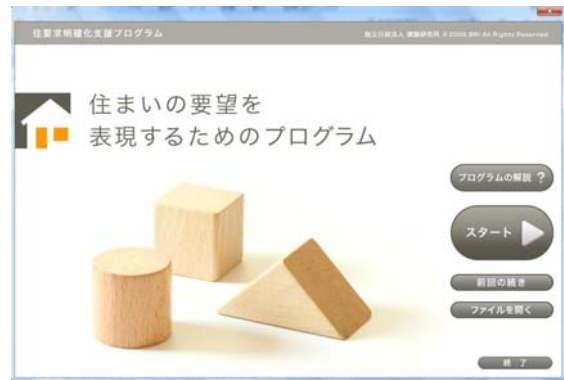 住要求明確化支援プログラム
独立行政法人 建築研究所 © 2008 BRI All Rights Reserved
住まいの要望を
表現するためのプログラム
プログラムの解説 ?
スタート
前回の続き
ファイルを開く
終 了